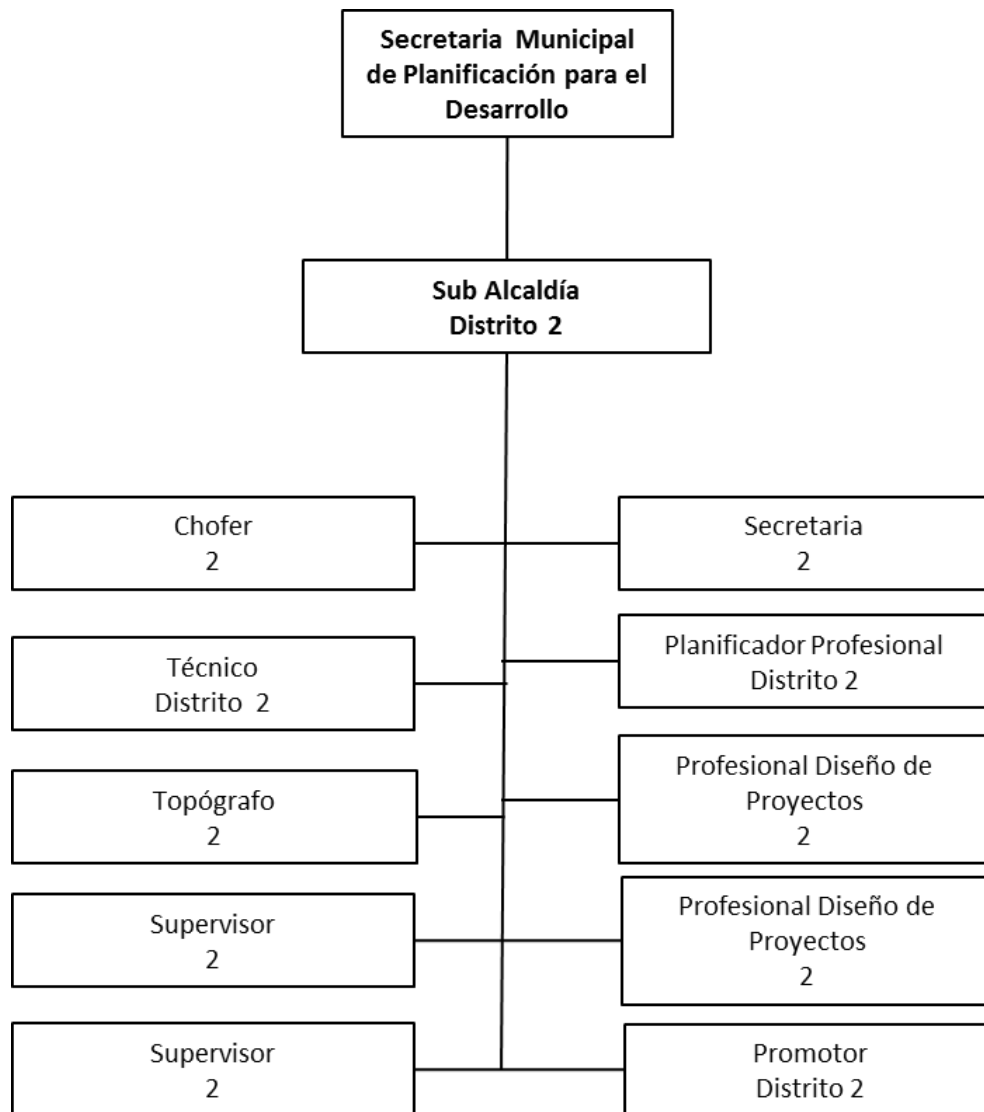 Secretaria Municipal
de Planificación para el
Desarrollo
Sub Alcaldía
Distrito 2
Chofer
2
Secretaria
2
Técnico
Distrito 2
Planificador Profesional
Distrito 2
Topógrafo
2
Profesional Diseño de
Proyectos
2
Supervisor
2
Profesional Diseño de
Proyectos
2
Supervisor
2
Promotor
Distrito 2